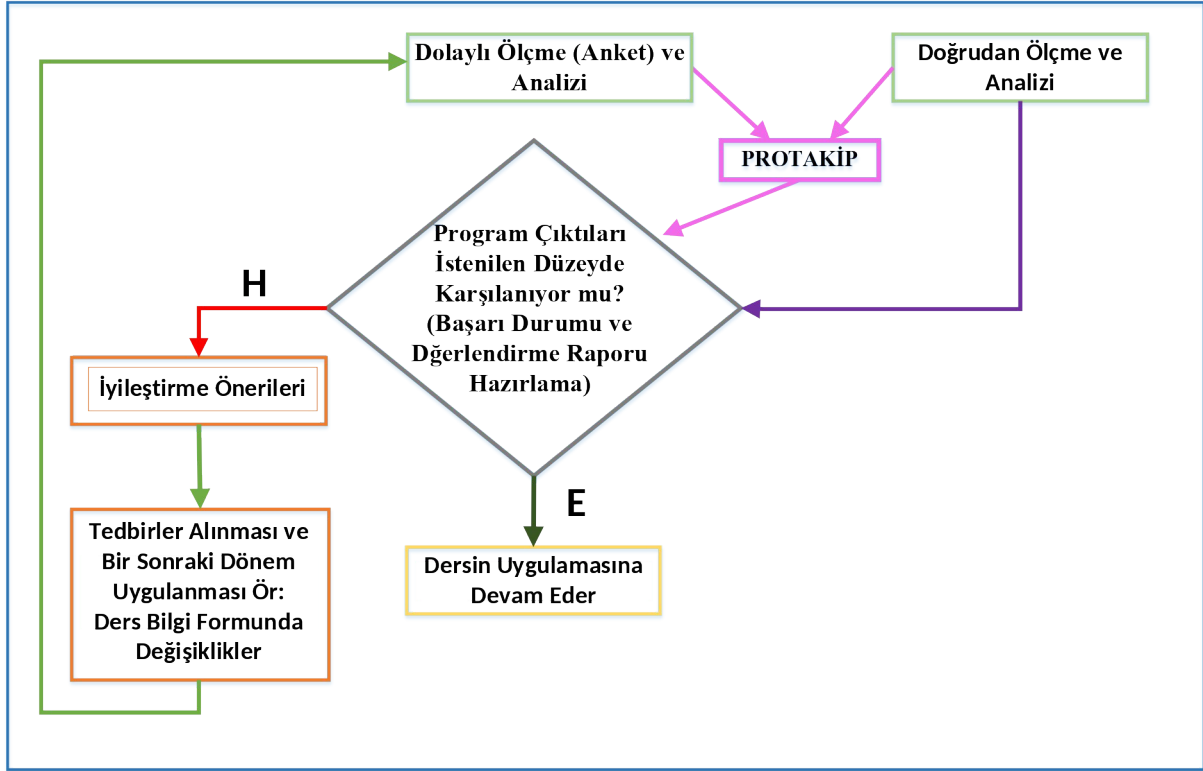 Dolaylı Ölçme (Anket) ve
Analizi
Doğrudan Ölçme ve
Analizi
PROTAKİP
Program Çıktıları
İstenilen Düzeyde
Karşılanıyor mu?
(Başarı Durumu ve
Dğerlendirme Raporu
Hazırlama)
H
İyileştirme Önerileri
E
Tedbirler Alınması ve
Bir Sonraki Dönem
Uygulanması Ör:
Ders Bilgi Formunda
Değişiklikler
Dersin Uygulamasına
Devam Eder